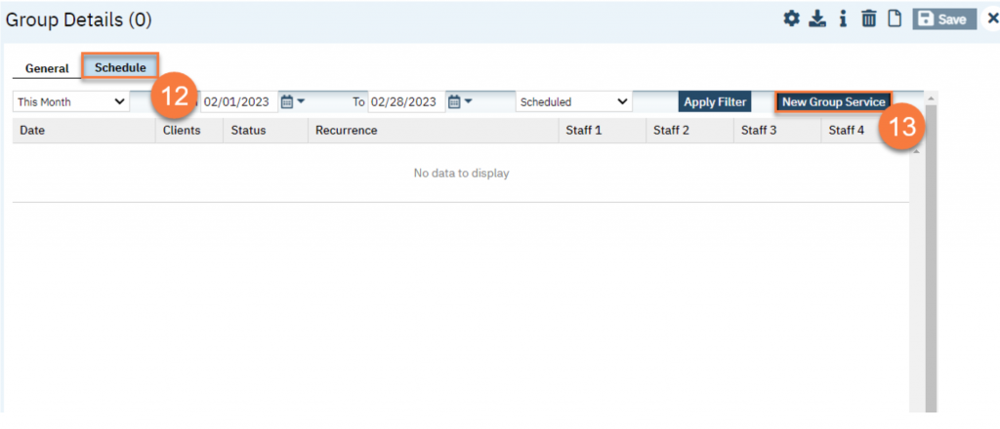 Group Details (0) Save
General Schedule
12
This Month 02/01/2023 To 02/28/2023 Scheduled Apply Filter New Group Service
13
Date Clients Status Recurrence Staff 1 Staff 2 Staff 3 Staff 4
No data to display